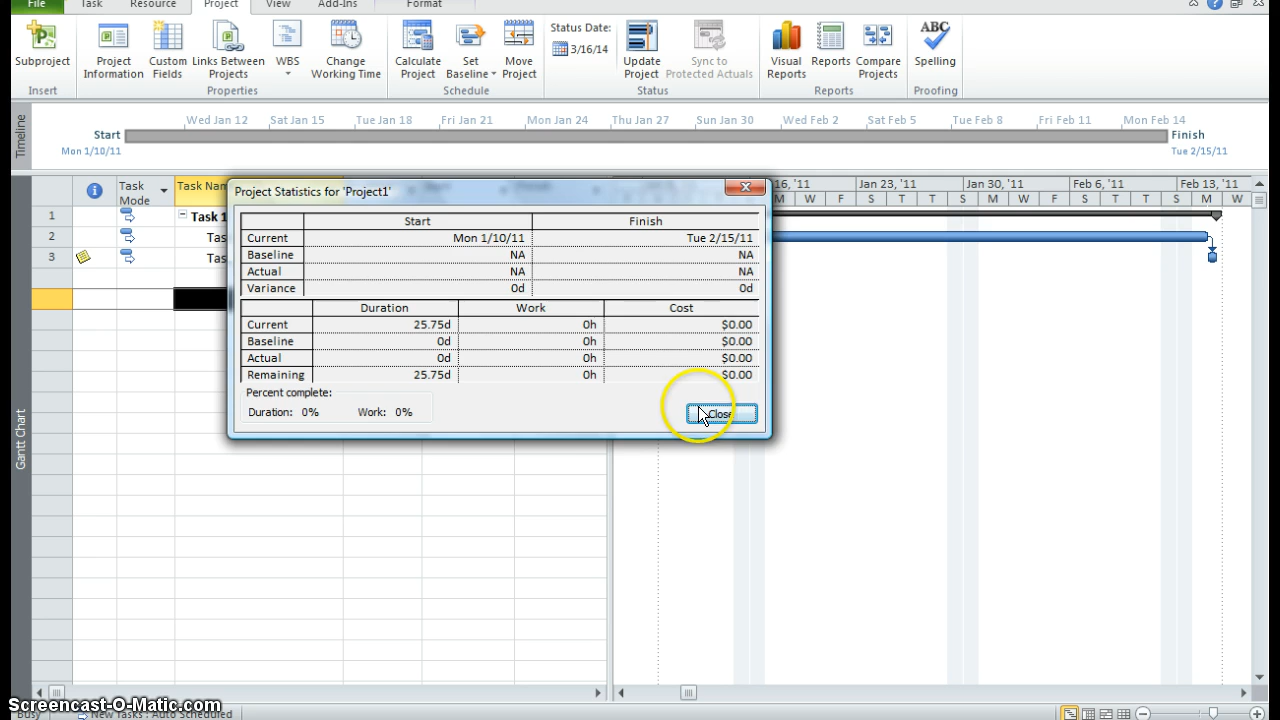 File Task Resource Project View Add-Ins Format
Status Date:
3/16/14
Subproject
Project Information
Custom Fields
Links Between Projects
WBS
Change Working Time
Calculate Project
Set Baseline
Move Project
Update Project
Sync to Protected Actuals
Visual Reports
Reports
Compare Projects
ABC
Spelling
Insert Properties Schedule Status Reports Proofing
Timeline
Wed Jan 12 Sat Jan 15 Tue Jan 18 Fri Jan 21 Mon Jan 24 Thu Jan 27 Sun Jan 30 Wed Feb 2 Sat Feb 5 Tue Feb 8 Fri Feb 11 Mon Feb 14
Start
Mon 1/10/11
Finish
Tue 2/15/11
Task Mode
Task Nam
16, '11 Jan 23, '11 Jan 30, '11 Feb 6, '11 Feb 13, '11
M W F S T T S M W F S T T S M W
1 Task 1
2 Tas
3 Tas
Project Statistics for 'Project1'
Start Finish
Current Mon 1/10/11 Tue 2/15/11
Baseline NA NA
Actual NA NA
Variance 0d 0d
Duration Work Cost
Current 25.75d 0h $0.00
Baseline 0d 0h $0.00
Actual 0d 0h $0.00
Remaining 25.75d 0h $0.00
Percent complete:
Duration: 0% Work: 0%
Close
Gantt Chart
Screencast-O-Matic.com
Busy New Tasks : Auto Scheduled